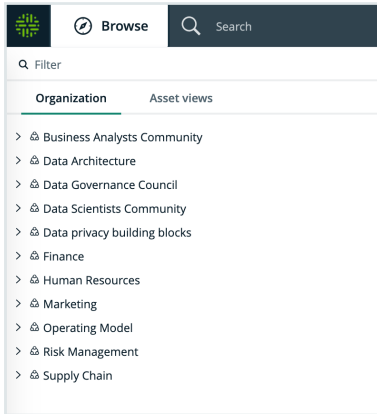 Browse
Search
Filter
Organization
Asset views
Business Analysts Community
Data Architecture
Data Governance Council
Data Scientists Community
Data privacy building blocks
Finance
Human Resources
Marketing
Operating Model
Risk Management
Supply Chain